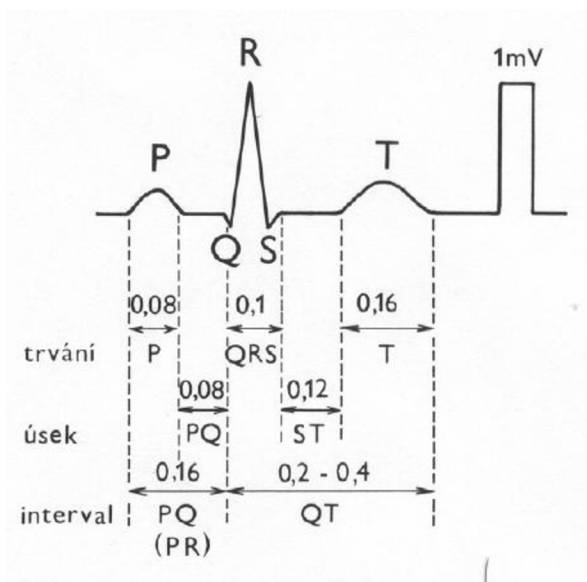 R
1mV
P
T
Q S
0,08 0,1 0,16
trvání P QRS T
0,08 0,12
úsek PQ ST
0,16 0,2 - 0,4
interval PQ QT
(PR)